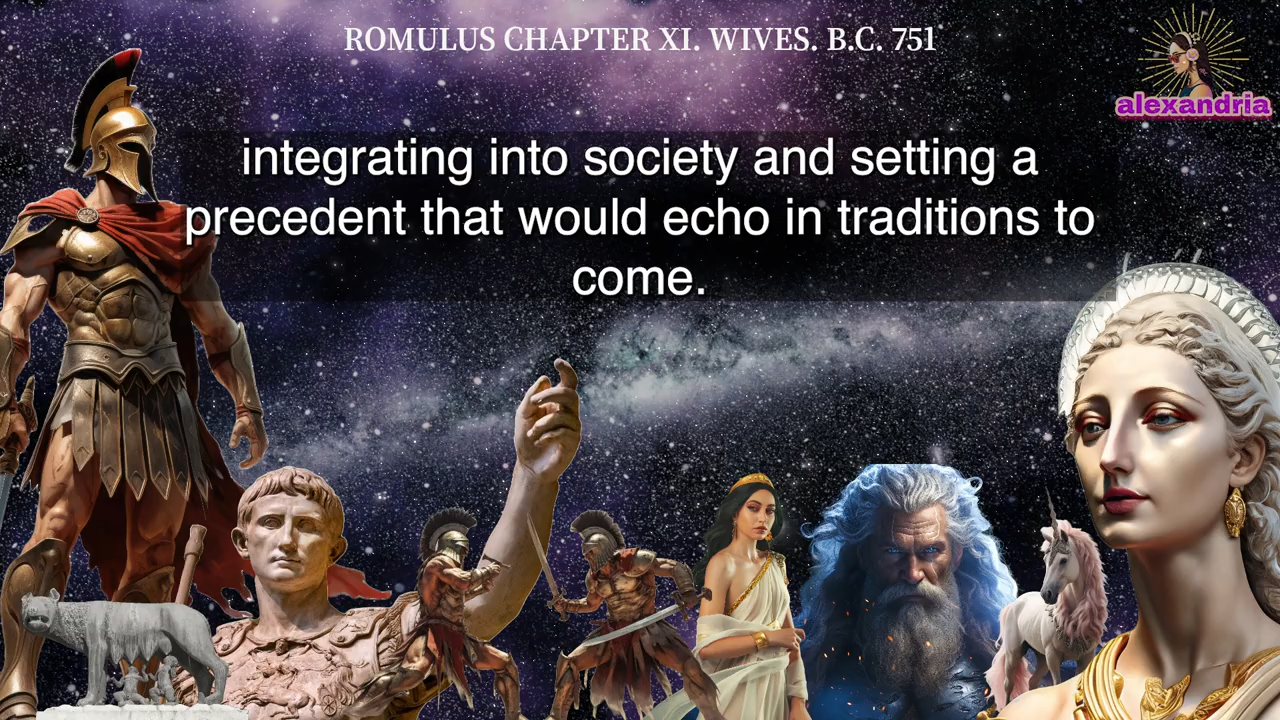 ROMULUS CHAPTER XI. WIVES. B.C. 751
alexandria
integrating into society and setting a
precedent that would echo in traditions to
come.